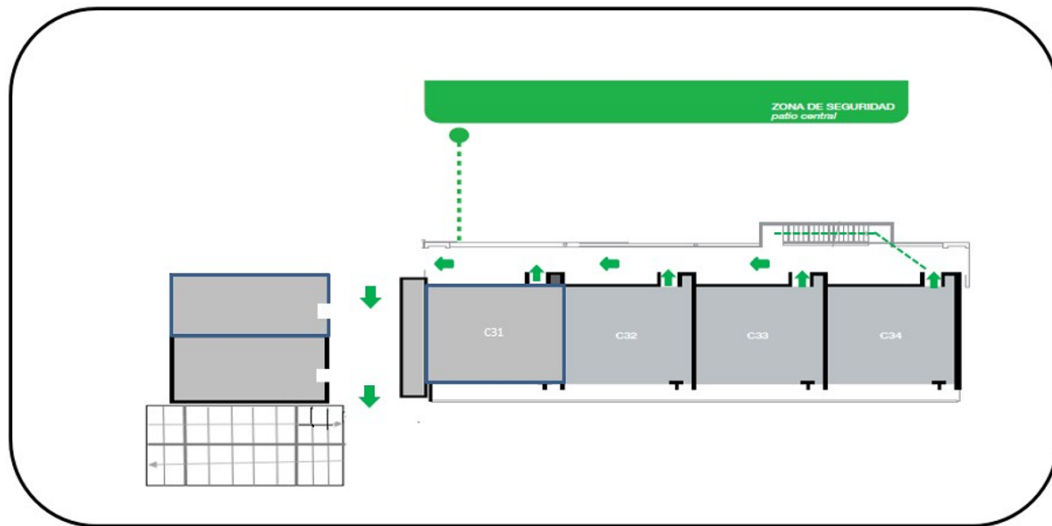 ZONA DE SEGURIDAD
patio central
C31
C32
C33
C34